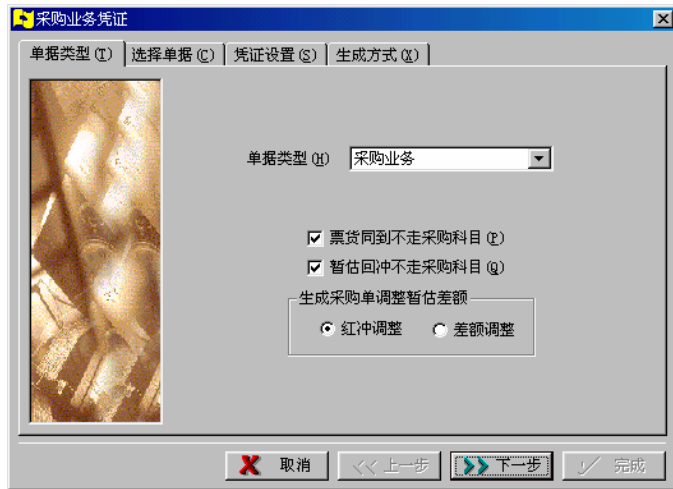 采购业务凭证
单据类型(T) 选择单据(C) 凭证设置(S) 生成方式(X)
单据类型(H) 采购业务
票货同到不走采购科目(P)
暂估回冲不走采购科目(Q)
生成采购单调整暂估差额
红冲调整 差额调整
取消 << 上一步 >> 下一步 完成